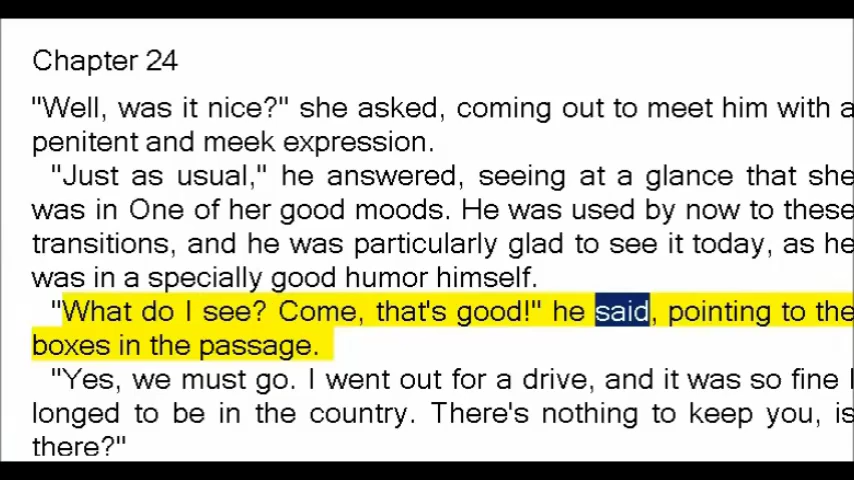 Chapter 24
"Well, was it nice?" she asked, coming out to meet him with a
penitent and meek expression.
"Just as usual," he answered, seeing at a glance that she
was in One of her good moods. He was used by now to these
transitions, and he was particularly glad to see it today, as he
was in a specially good humor himself.
"What do I see? Come, that's good!" he said, pointing to the
boxes in the passage.
"Yes, we must go. I went out for a drive, and it was so fine I
longed to be in the country. There's nothing to keep you, is
there?"